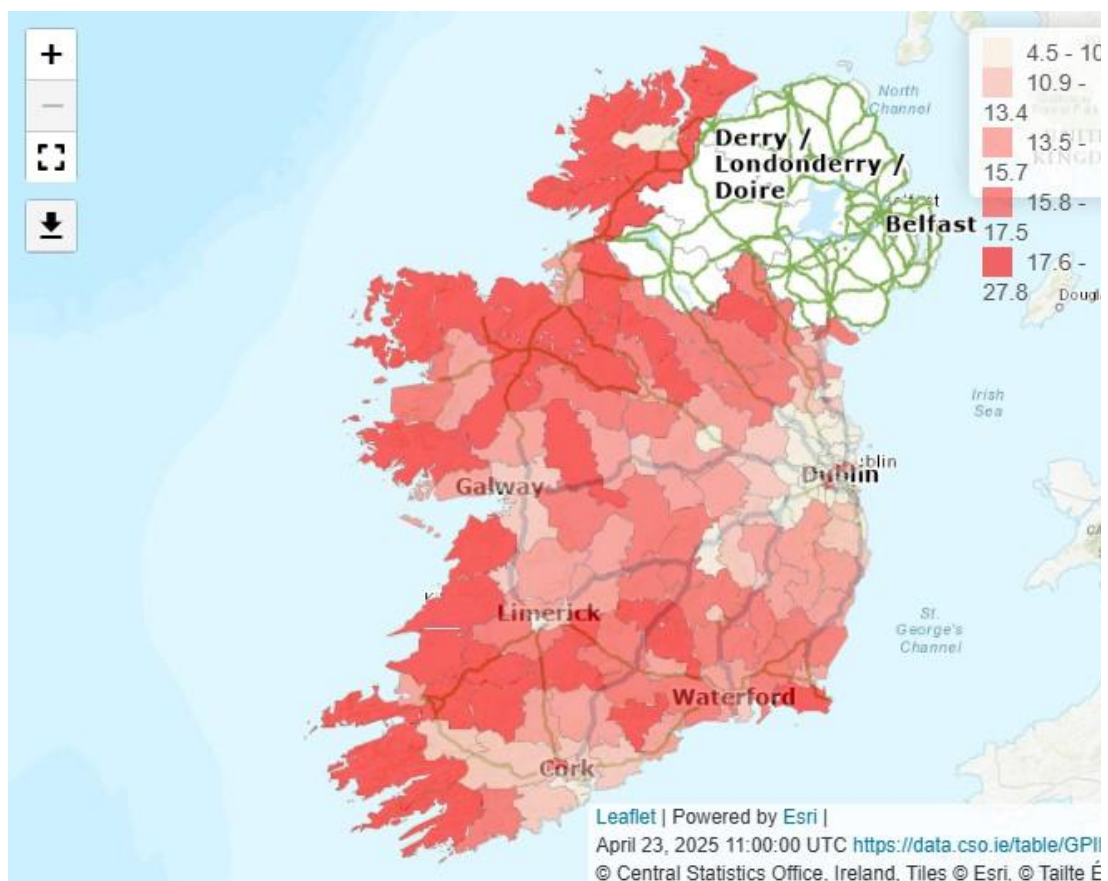 +
−
4.5 - 10
10.9 -
13.4
13.5 -
15.7
15.8 -
17.5
17.6 -
27.8
North
Channel
Derry /
Londonderry /
Doire
Belfast
Dougla
Irish
Sea
Dublin
Galway
Limerick
St.
George's
Channel
Waterford
Cork
Leaflet | Powered by Esri |
April 23, 2025 11:00:00 UTC https://data.cso.ie/table/GPII
© Central Statistics Office, Ireland, Tiles © Esri, © Tailte É